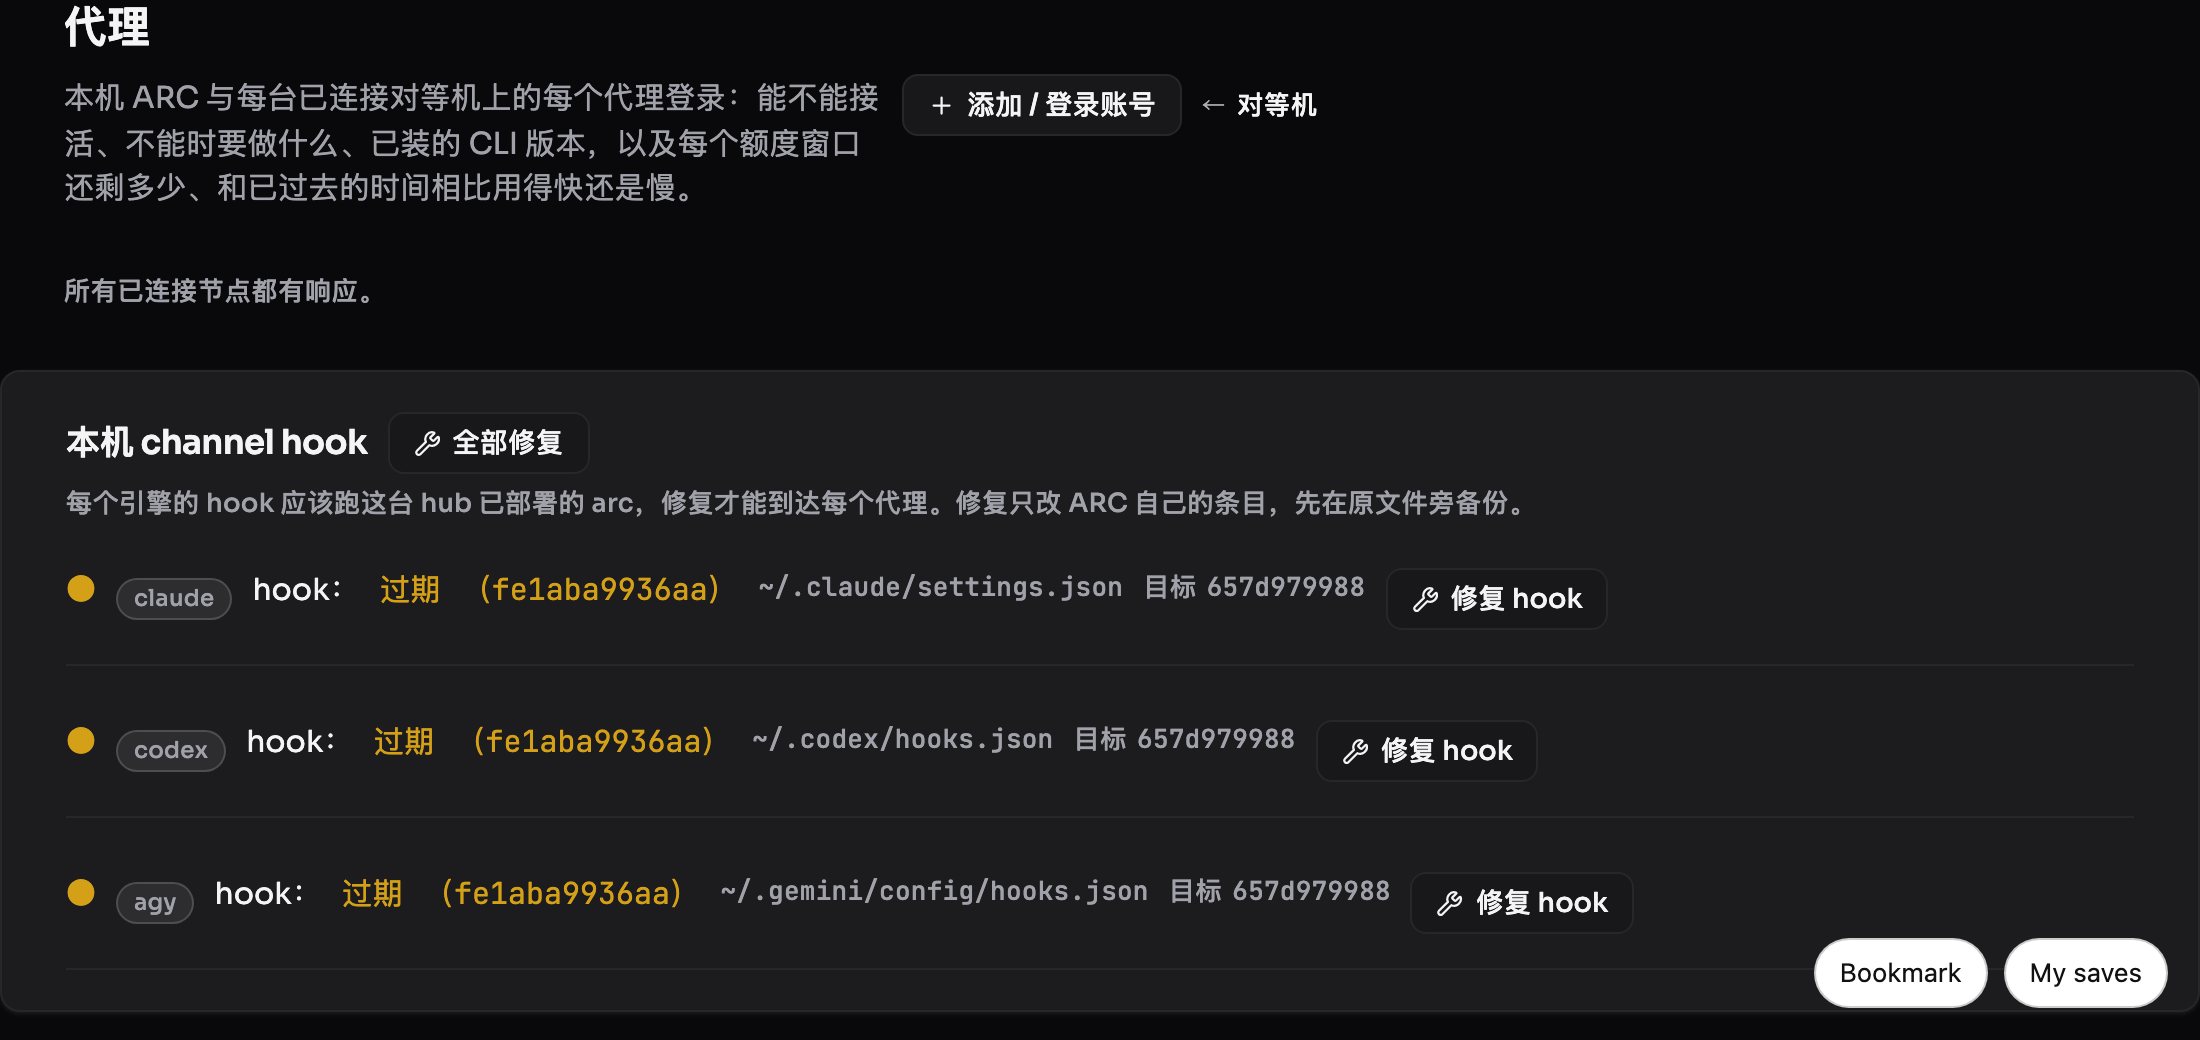 代理
本机 ARC 与每台已连接对等机上的每个代理登录：能不能接
活、不能时要做什么、已装的 CLI 版本，以及每个额度窗口
还剩多少、和已过去的时间相比用得快还是慢。
+ 添加 / 登录账号
← 对等机
所有已连接节点都有响应。
本机 channel hook
全部修复
每个引擎的 hook 应该跑这台 hub 已部署的 arc，修复才能到达每个代理。修复只改 ARC 自己的条目，先在原文件旁备份。
claude hook： 过期 (fe1aba9936aa) ~/.claude/settings.json 目标 657d979988 修复 hook
codex hook： 过期 (fe1aba9936aa) ~/.codex/hooks.json 目标 657d979988 修复 hook
agy hook： 过期 (fe1aba9936aa) ~/.gemini/config/hooks.json 目标 657d979988 修复 hook
Bookmark
My saves